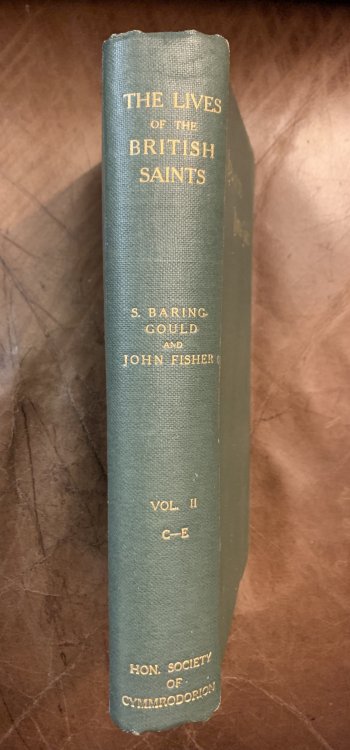 THE LIVES
OF THE
BRITISH
SAINTS
S. BARING-
GOULD
AND
JOHN FISHER
VOL. II
C—E
HON. SOCIETY
OF
CYMMRODORION